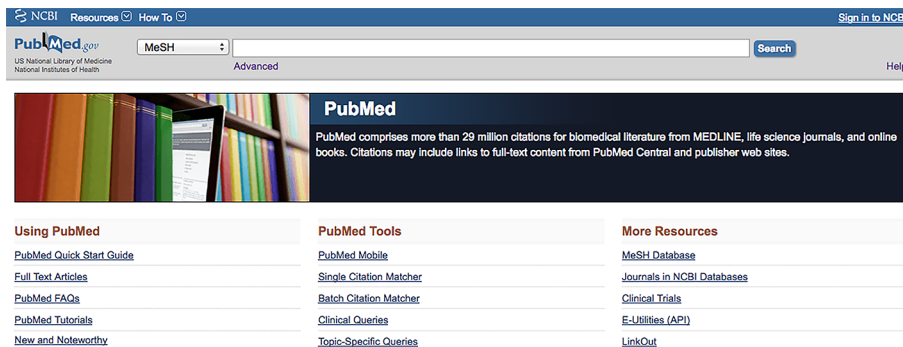 NCBI Resources How To Sign in to NCB
PubMed.gov
US National Library of Medicine
National Institutes of Health
MeSH
Search
Advanced
Help
PubMed
PubMed comprises more than 29 million citations for biomedical literature from MEDLINE, life science journals, and online
books. Citations may include links to full-text content from PubMed Central and publisher web sites.
Using PubMed
PubMed Quick Start Guide
Full Text Articles
PubMed FAQs
PubMed Tutorials
New and Noteworthy
PubMed Tools
PubMed Mobile
Single Citation Matcher
Batch Citation Matcher
Clinical Queries
Topic-Specific Queries
More Resources
MeSH Database
Journals in NCBI Databases
Clinical Trials
E-Utilities (API)
LinkOut